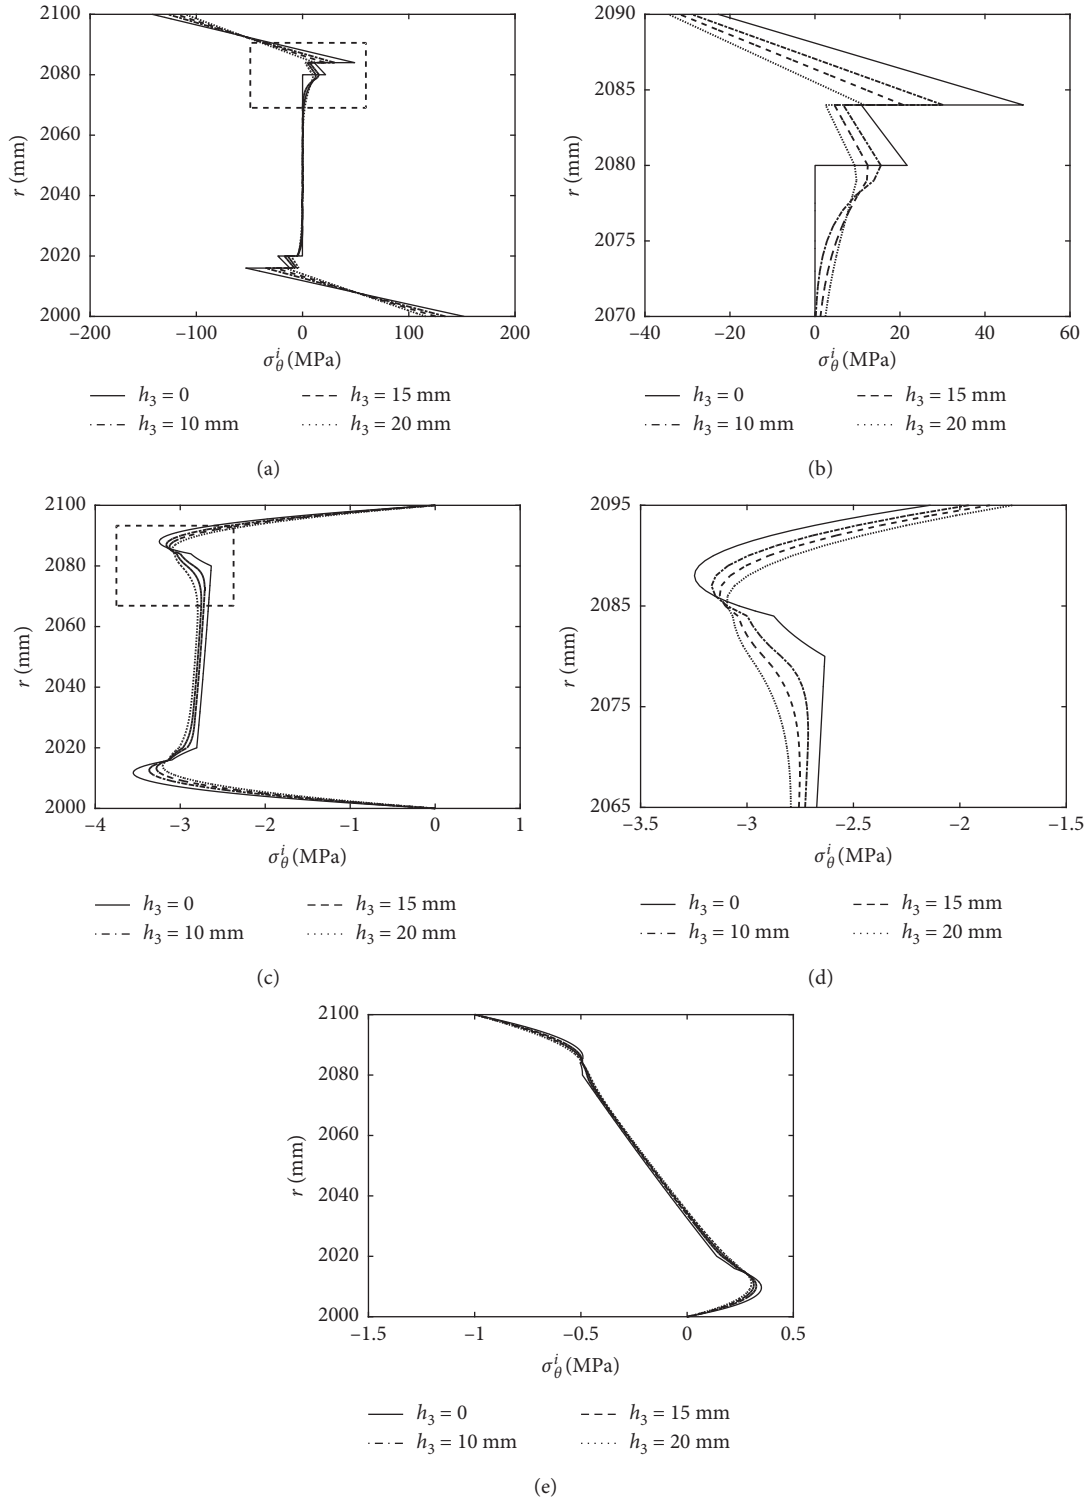 2100
2080
2060
2040
2020
2000
r (mm)
–200 –100 0 100 200
σθ^i (MPa)
h3 = 0
h3 = 10 mm
h3 = 15 mm
h3 = 20 mm
(a)
2090
2085
2080
2075
2070
r (mm)
–40 –20 0 20 40 60
σθ^i (MPa)
h3 = 0
h3 = 10 mm
h3 = 15 mm
h3 = 20 mm
(b)
2100
2080
2060
2040
2020
2000
r (mm)
–4 –3 –2 –1 0 1
σθ^i (MPa)
h3 = 0
h3 = 10 mm
h3 = 15 mm
h3 = 20 mm
(c)
2095
2085
2075
2065
r (mm)
–3.5 –3 –2.5 –2 –1.5
σθ^i (MPa)
h3 = 0
h3 = 10 mm
h3 = 15 mm
h3 = 20 mm
(d)
2100
2080
2060
2040
2020
2000
r (mm)
–1.5 –1 –0.5 0 0.5
σθ^i (MPa)
h3 = 0
h3 = 10 mm
h3 = 15 mm
h3 = 20 mm
(e)